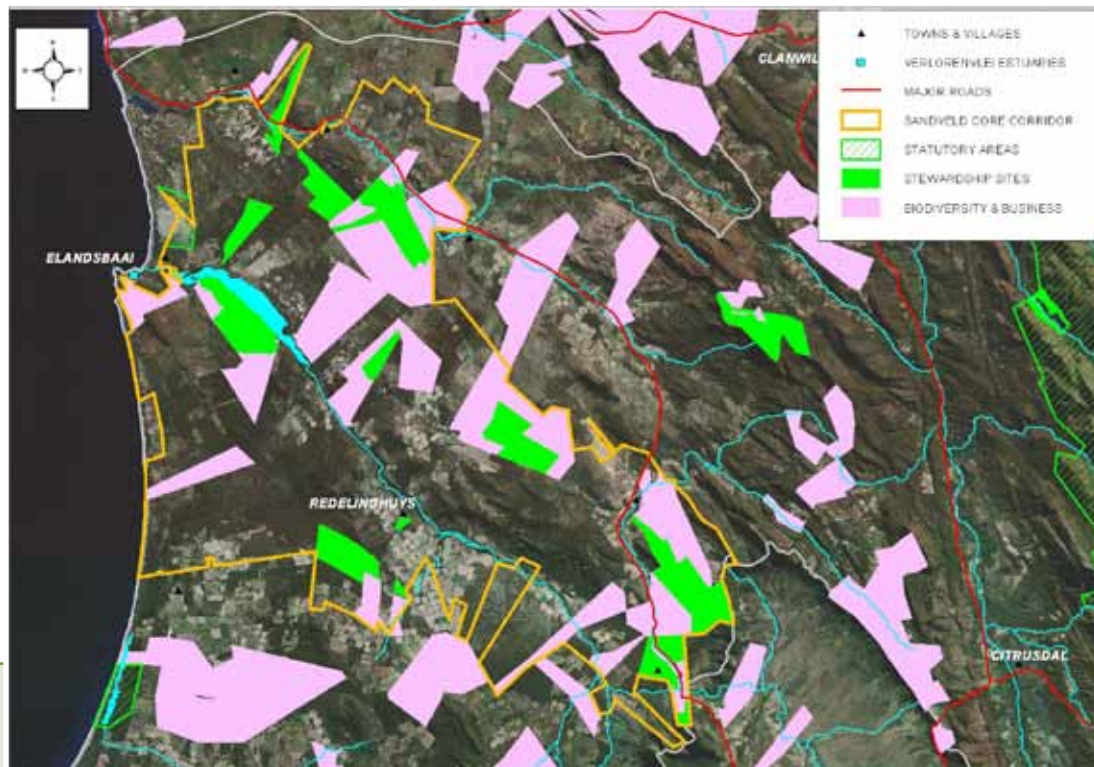 N
TOWNS & VILLAGES
VERLORENVLEI ESTUARIES
MAJOR ROADS
SANDVELD CORE CORRIDOR
STATUTORY AREAS
STEWARDSHIP SITES
BIODIVERSITY & BUSINESS
CLANWIL
ELANDSBAAI
REDELINGHUYS
CITRUSDAL